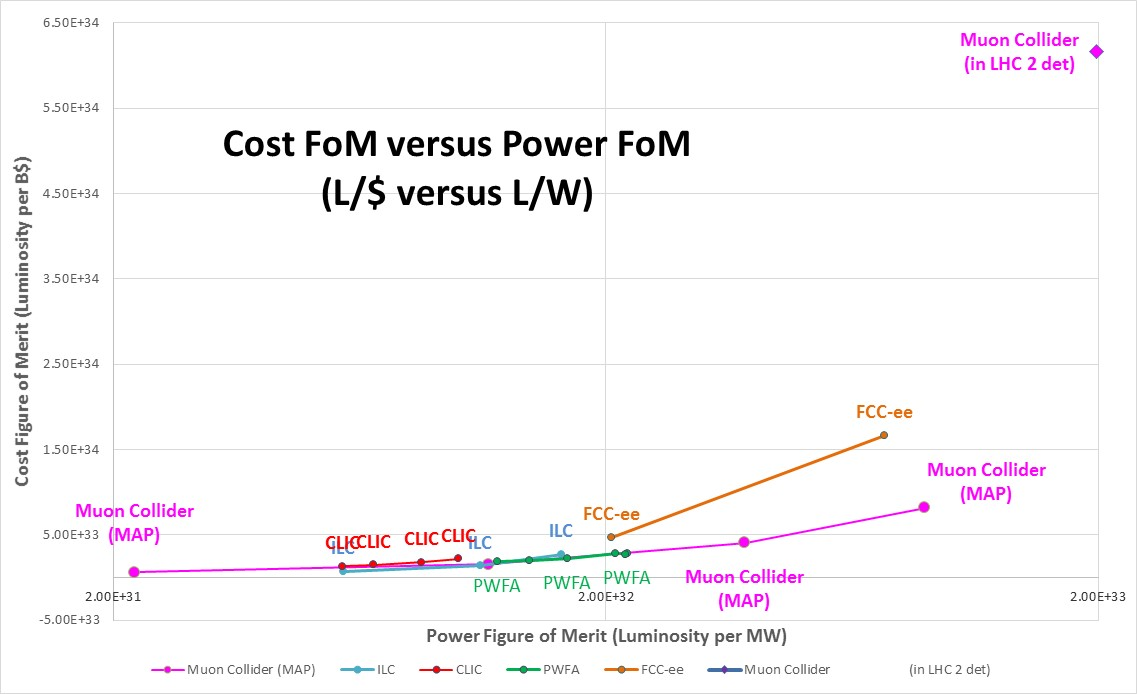 6.50E+34
5.50E+34
4.50E+34
3.50E+34
2.50E+34
1.50E+34
5.00E+33
-5.00E+33
Cost Figure of Merit (Luminosity per B$)
Cost FoM versus Power FoM
(L/$ versus L/W)
Muon Collider
(in LHC 2 det)
FCC-ee
Muon Collider
(MAP)
Muon Collider
(MAP)
FCC-ee
CLIC
CLIC
CLIC
CLIC
ILC
ILC
ILC
PWFA
PWFA
PWFA
Muon Collider
(MAP)
2.00E+31
2.00E+32
2.00E+33
Power Figure of Merit (Luminosity per MW)
Muon Collider (MAP)
ILC
CLIC
PWFA
FCC-ee
Muon Collider (in LHC 2 det)